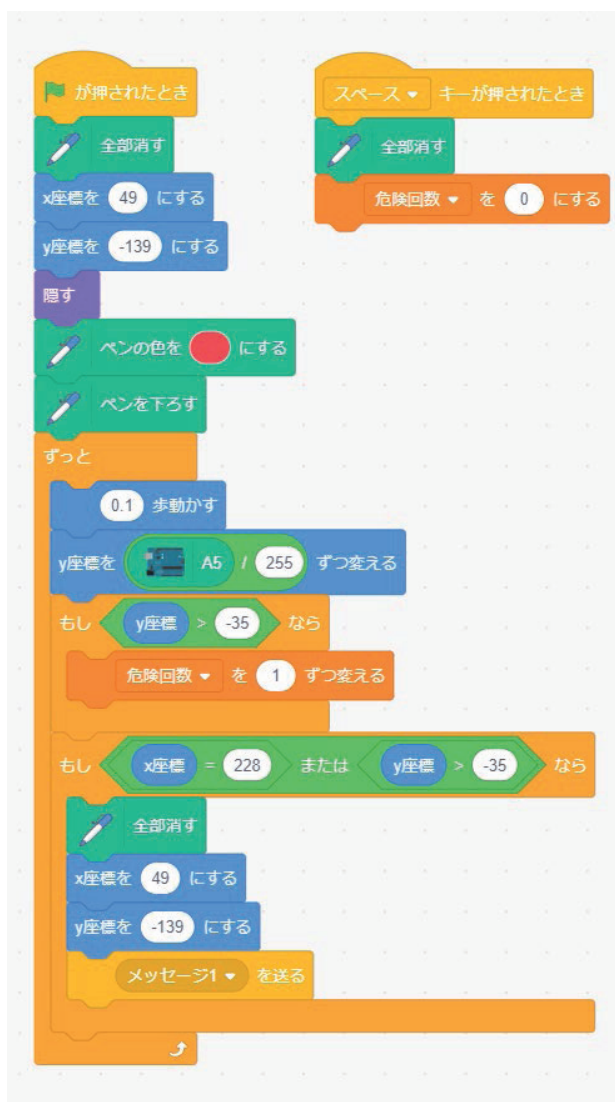 が押されたとき
全部消す
x座標を 49 にする
y座標を -139 にする
隠す
ペンの色を にする
ペンを下ろす
ずっと
0.1 歩動かす
y座標を A5 / 255 ずつ変える
もし y座標 > -35 なら
危険回数 を 1 ずつ変える
もし x座標 = 228 または y座標 > -35 なら
全部消す
x座標を 49 にする
y座標を -139 にする
メッセージ1 を送る
スペース キーが押されたとき
全部消す
危険回数 を 0 にする